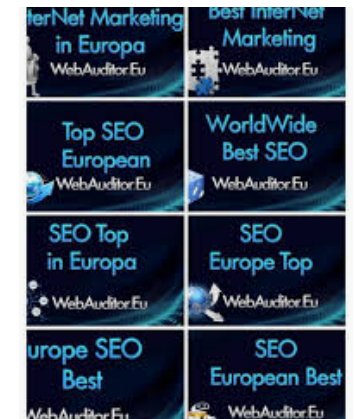 terNet Marketing
in Europa
WebAuditor.Eu
Best InterNet
Marketing
WebAuditor.Eu
Top SEO
European
WebAuditor.Eu
WorldWide
Best SEO
WebAuditor.Eu
SEO Top
in Europa
WebAuditor.Eu
SEO
Europe Top
WebAuditor.Eu
urope SEO
Best
WebAuditor.Eu
SEO
European Best
WebAuditor.Eu